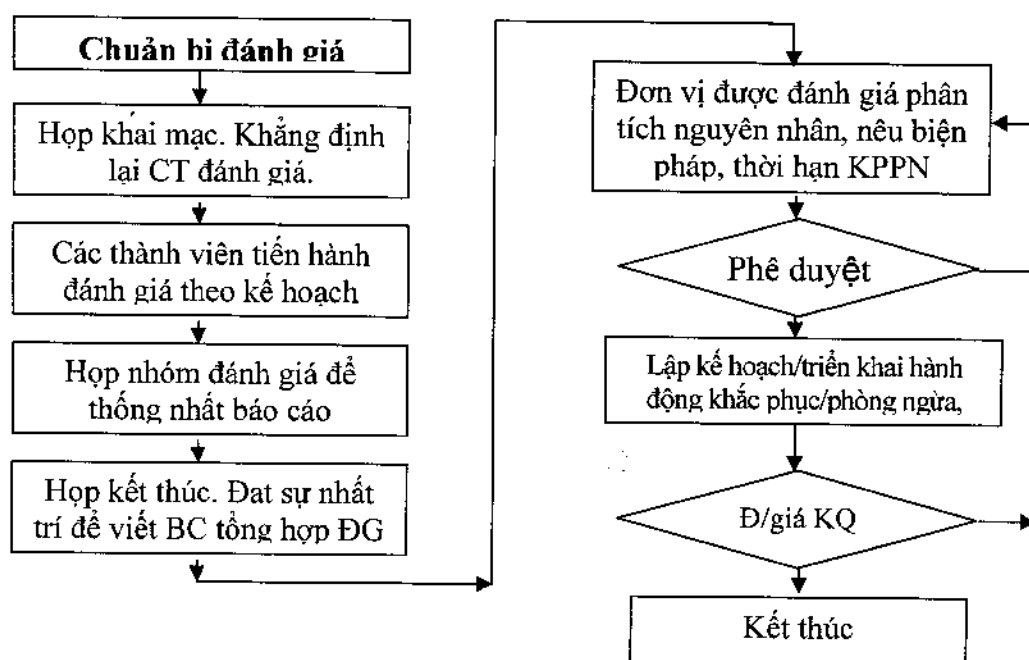 Chuẩn bi đánh giá
Họp khai mạc. Khẳng định
lại CT đánh giá.
Các thành viên tiến hành
đánh giá theo kế hoạch
Họp nhóm đánh giá để
thống nhất báo cáo
Họp kết thúc. Đat sự nhất
trí để viết BC tổng hợp ĐG
Đơn vị được đánh giá phân
tích nguyên nhân, nêu biện
pháp, thời hạn KPPN
Phê duyệt
Lập kế hoạch/triển khai hành
động khắc phục/phòng ngừa,
Đ/giá KQ
Kết thúc